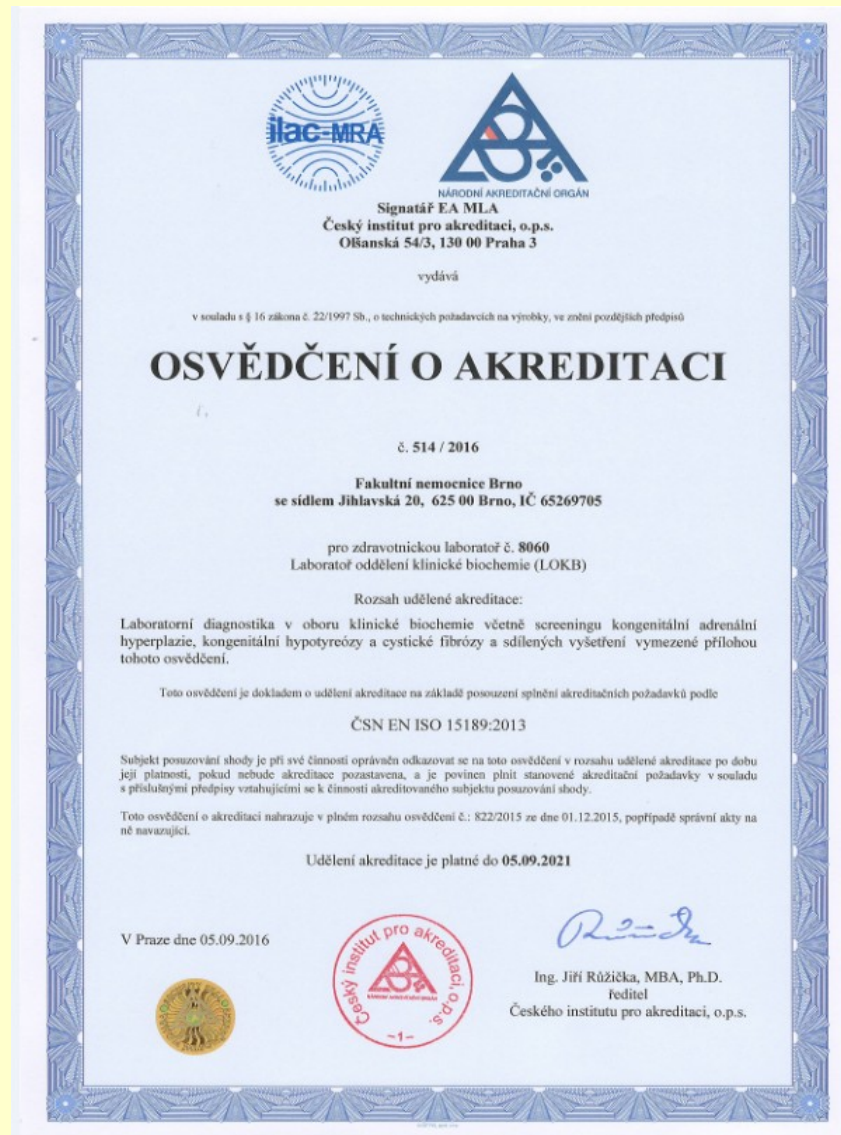 ilac-MRA
NÁRODNÍ AKREDITAČNÍ ORGÁN
Signatář EA MLA
Český institut pro akreditaci, o.p.s.
Olšanská 54/3, 130 00 Praha 3
vydává
v souladu s § 16 zákona č. 22/1997 Sb., o technických požadavcích na výrobky, ve znění pozdějších předpisů
OSVĚDČENÍ O AKREDITACI
č. 514 / 2016
Fakultní nemocnice Brno
se sídlem Jihlavská 20, 625 00 Brno, IČ 65269705
pro zdravotnickou laboratoř č. 8060
Laboratoř oddělení klinické biochemie (LOKB)
Rozsah udělené akreditace:
Laboratorní diagnostika v oboru klinické biochemie včetně screeningu kongenitální adrenální
hyperplazie, kongenitální hypotyreózy a cystické fibrózy a sdílených vyšetření vymezené přílohou
tohoto osvědčení.
Toto osvědčení je dokladem o udělení akreditace na základě posouzení splnění akreditačních požadavků podle
ČSN EN ISO 15189:2013
Subjekt posuzování shody je při své činnosti oprávněn odkazovat se na toto osvědčení v rozsahu udělené akreditace po dobu
její platnosti, pokud nebude akreditace pozastavena, a je povinen plnit stanovené akreditační požadavky v souladu
s příslušnými předpisy vztahujícími se k činnosti akreditovaného subjektu posuzování shody.
Toto osvědčení o akreditaci nahrazuje v plném rozsahu osvědčení č.: 822/2015 ze dne 01.12.2015, popřípadě správní akty na
ně navazující.
Udělení akreditace je platné do 05.09.2021
V Praze dne 05.09.2016
Český institut pro akreditaci, o.p.s.
NÁRODNÍ AKREDITAČNÍ ORGÁN
-1-
Ing. Jiří Růžička, MBA, Ph.D.
ředitel
Českého institutu pro akreditaci, o.p.s.